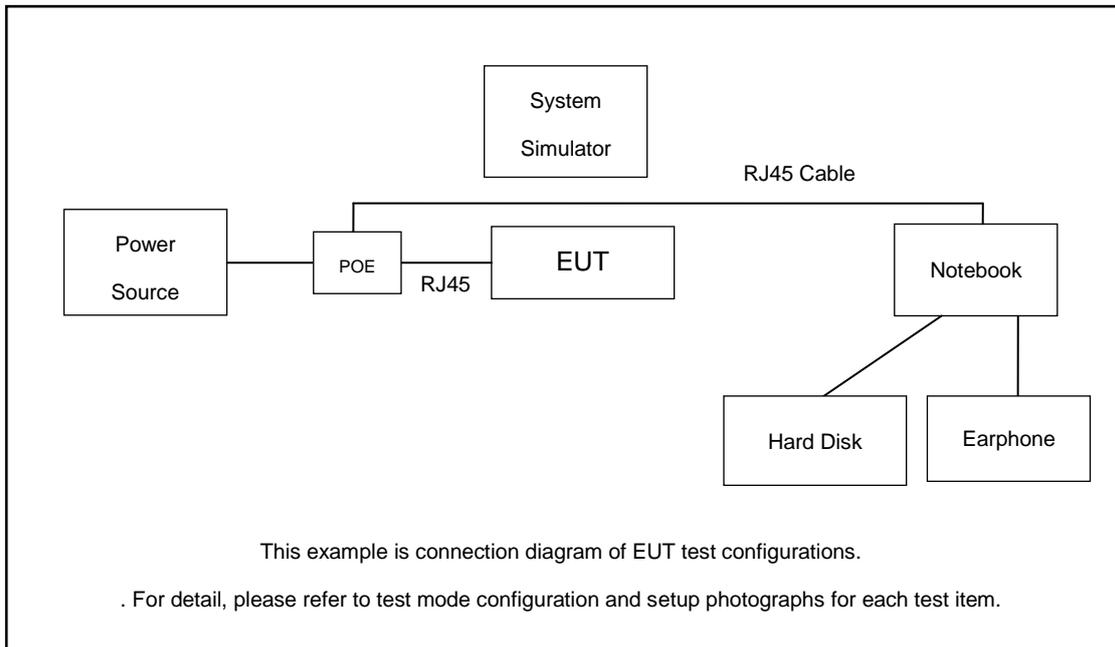 System
Simulator
RJ45 Cable
Power
Source
POE
RJ45
EUT
Notebook
Hard Disk
Earphone
This example is connection diagram of EUT test configurations.
. For detail, please refer to test mode configuration and setup photographs for each test item.